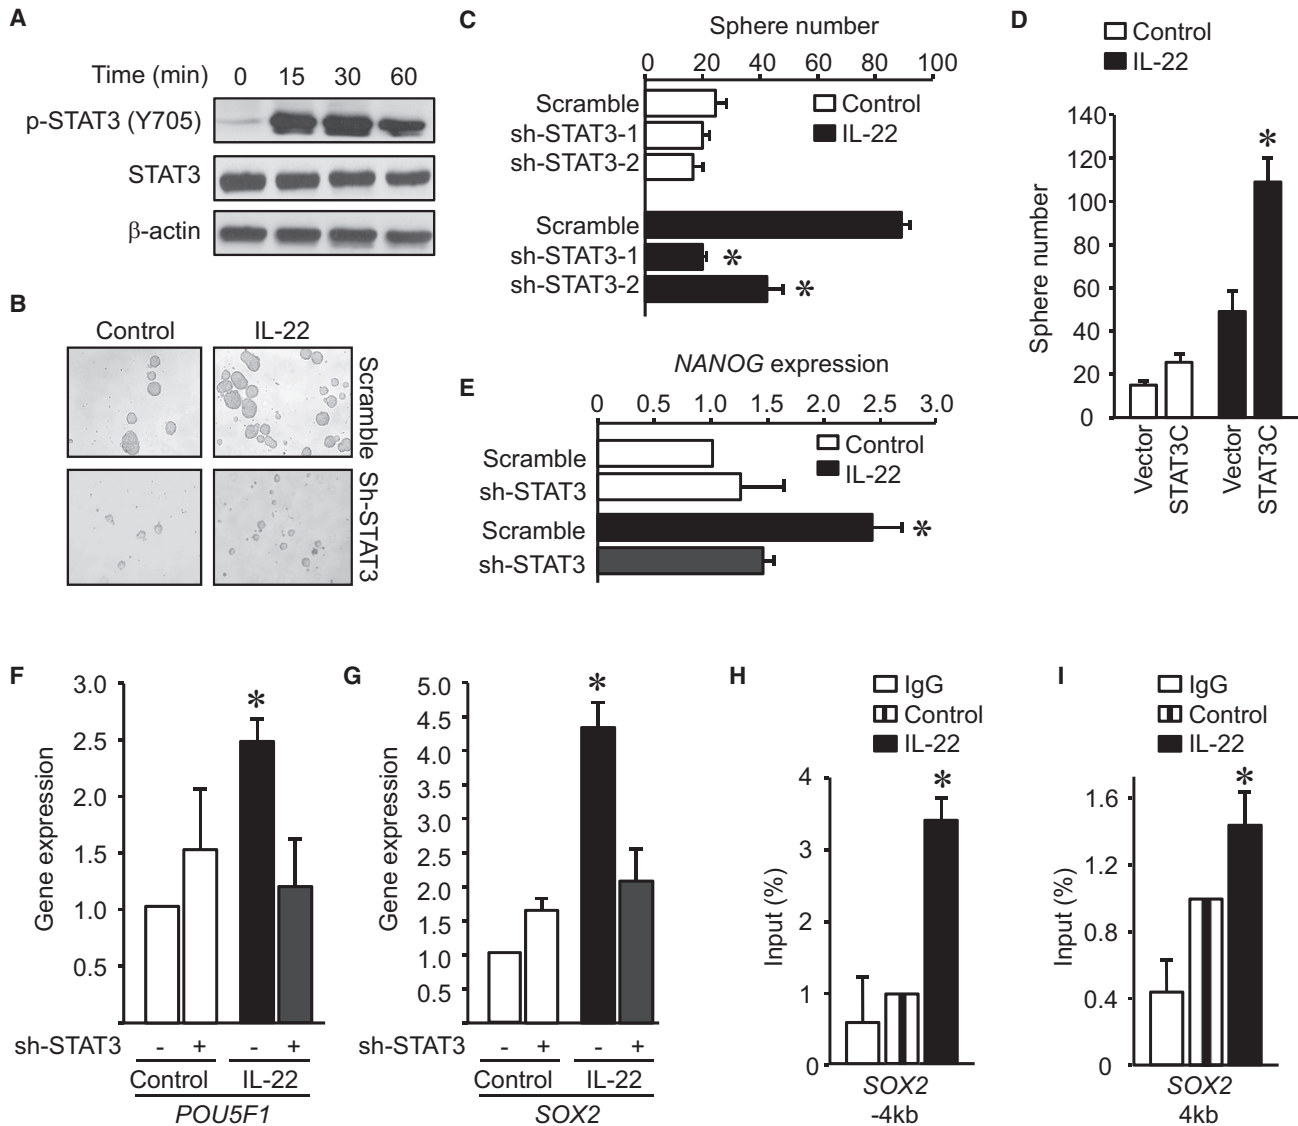 A
Time (min) 0 15 30 60
p-STAT3 (Y705)
STAT3
β-actin
B
Control IL-22
Scramble
Sh-STAT3
C
Sphere number
0 20 40 60 80 100
Scramble
sh-STAT3-1
sh-STAT3-2
Control
IL-22
Scramble
sh-STAT3-1 *
sh-STAT3-2 *
D
Control
IL-22
Sphere number
140
120
100
80
60
40
20
0
*
Vector
STAT3C
Vector
STAT3C
E
NANOG expression
0 0.5 1.0 1.5 2.0 2.5 3.0
Scramble
sh-STAT3
Control
IL-22
Scramble *
sh-STAT3
F
Gene expression
3.0
2.5
2.0
1.5
1.0
0.5
*
sh-STAT3 - + - +
Control IL-22
POU5F1
G
Gene expression
5.0
4.5
4.0
3.5
3.0
2.5
2.0
1.5
1.0
0.5
*
sh-STAT3 - + - +
Control IL-22
SOX2
H
IgG
Control
IL-22
Input (%)
4
3
2
1
0
*
SOX2
-4kb
I
IgG
Control
IL-22
Input (%)
1.6
1.2
0.8
0.4
0
*
SOX2
4kb